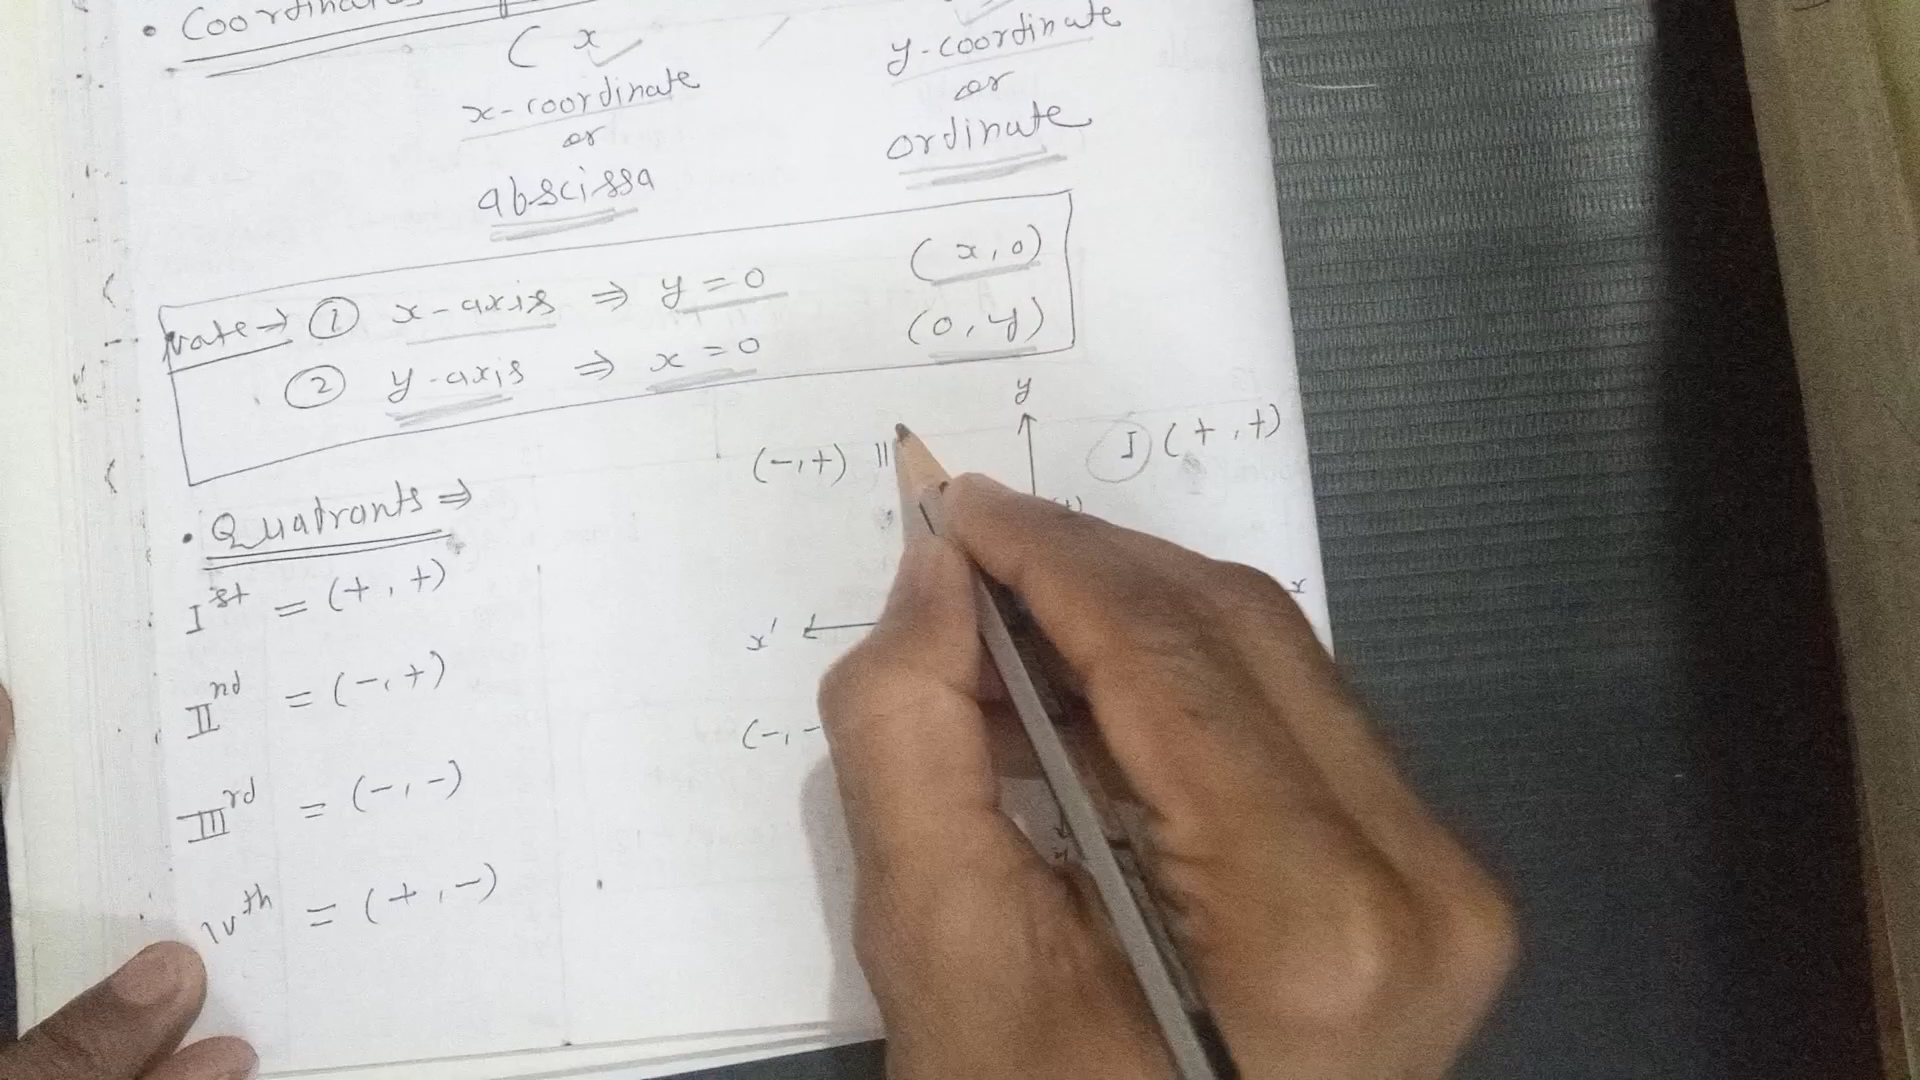 • Coordinates
( x
x-coordinate
or
abscissa
y-coordinate
or
ordinate
Note → ① x-axis ⇒ y = 0 (x, 0)
② y-axis ⇒ x = 0 (0, y)
• Quadrants ⇒
Iˢᵗ = (+, +)
IIⁿᵈ = (-, +)
IIIʳᵈ = (-, -)
IVᵗʰ = (+, -)
y
(-, +) II
I (+, +)
x' x
(-, -